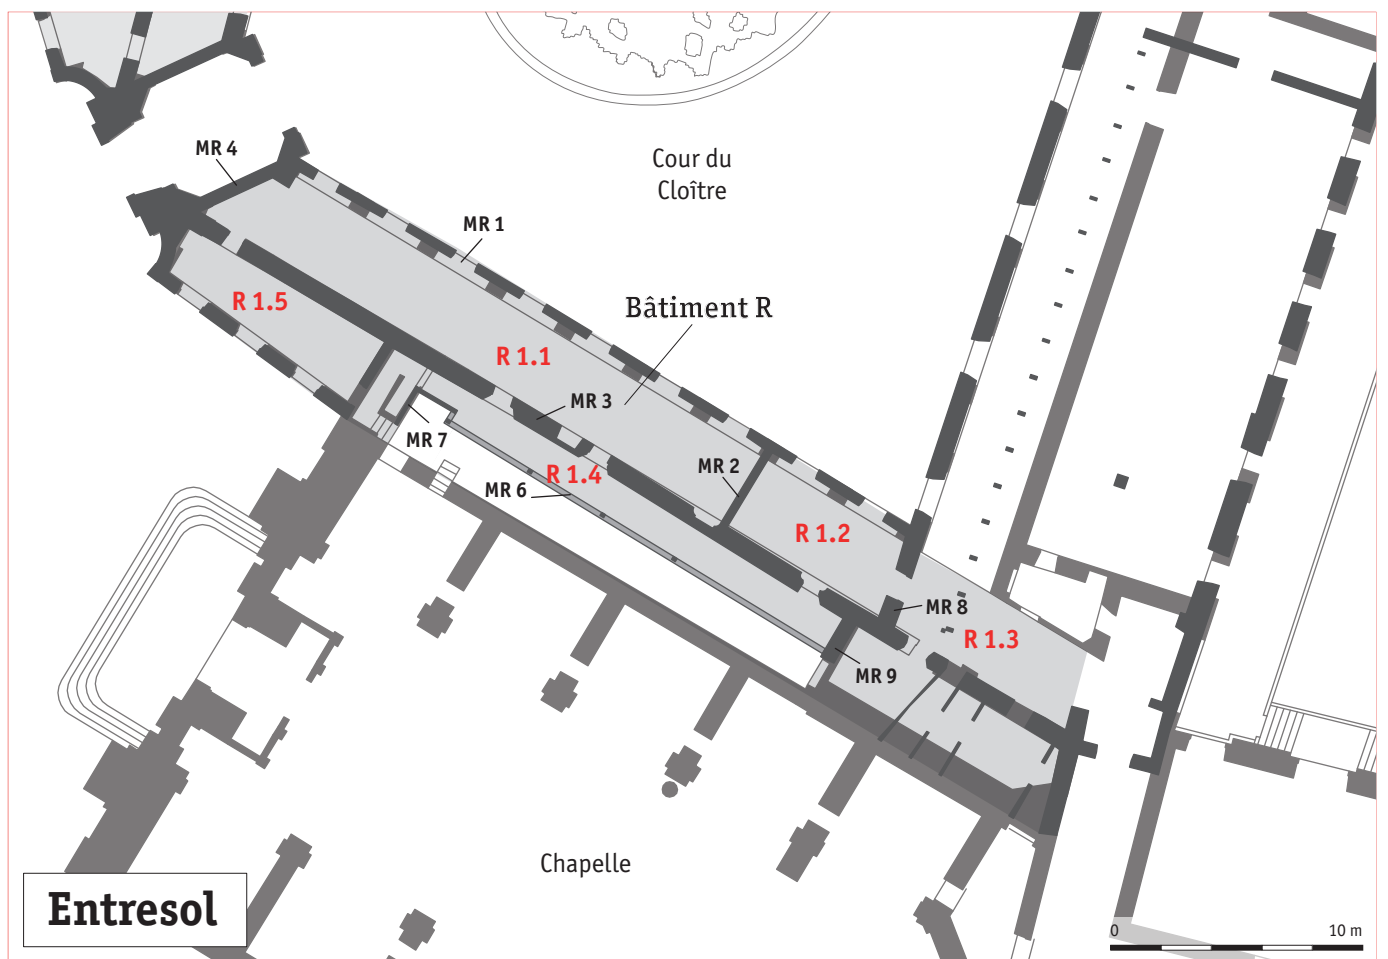 MR 4
Cour du
Cloître
MR 1
R 1.5
Bâtiment R
R 1.1
MR 3
MR 7
MR 2
R 1.4
MR 6
R 1.2
MR 8
R 1.3
MR 9
Chapelle
Entresol
0 10 m